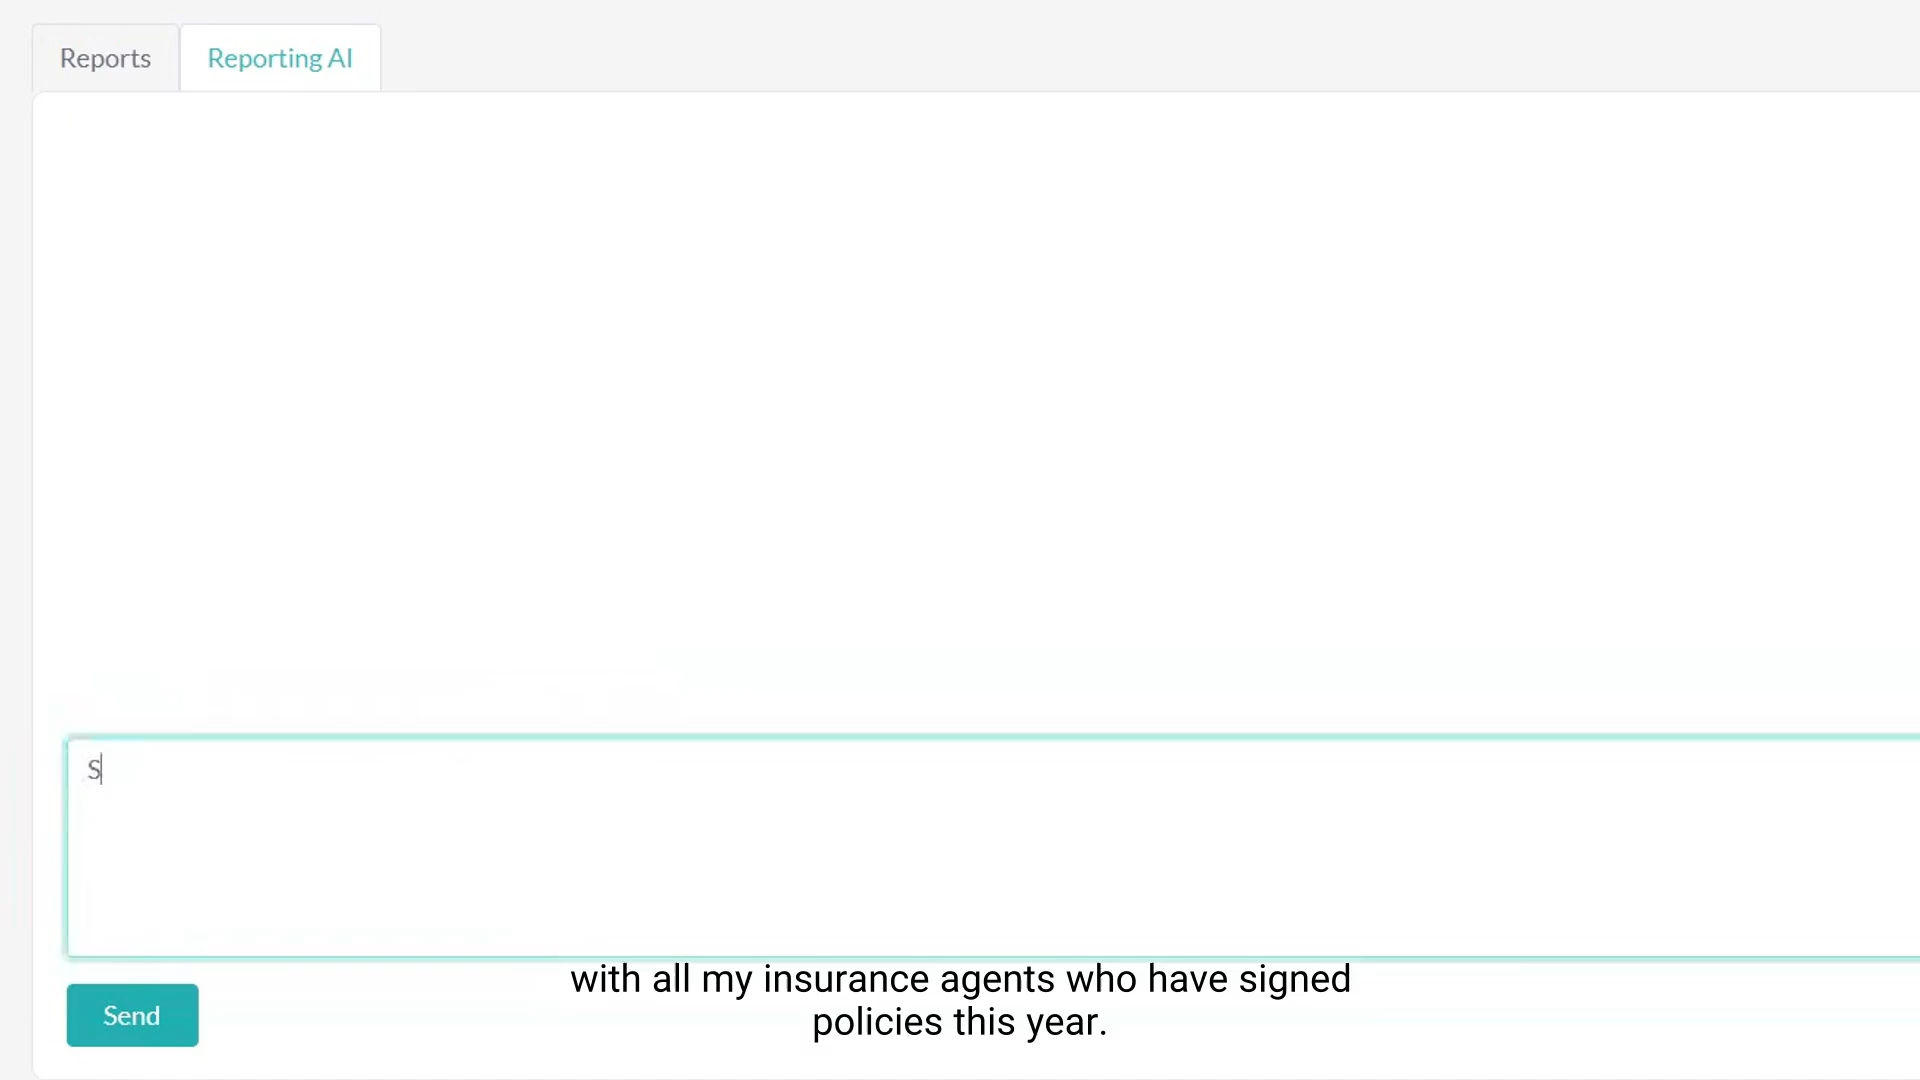 Reports
Reporting AI
S
Send
with all my insurance agents who have signed
policies this year.